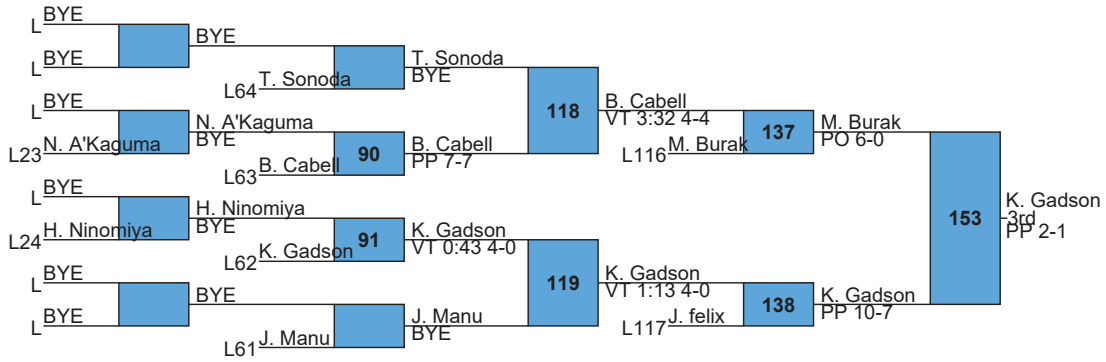 L BYE
L BYE
BYE
L64 T. Sonoda
T. Sonoda
BYE
L BYE
L23 N. A'Kaguma
N. A'Kaguma
BYE
90
L63 B. Cabell
B. Cabell
PP 7-7
118
B. Cabell
VT 3:32 4-4
L116 M. Burak
137
M. Burak
PO 6-0
L BYE
L24 H. Ninomiya
H. Ninomiya
BYE
91
L62 K. Gadson
K. Gadson
VT 0:43 4-0
L BYE
L BYE
BYE
L61 J. Manu
J. Manu
BYE
119
K. Gadson
VT 1:13 4-0
L117 J. felix
138
K. Gadson
PP 10-7
153
K. Gadson
3rd
PP 2-1